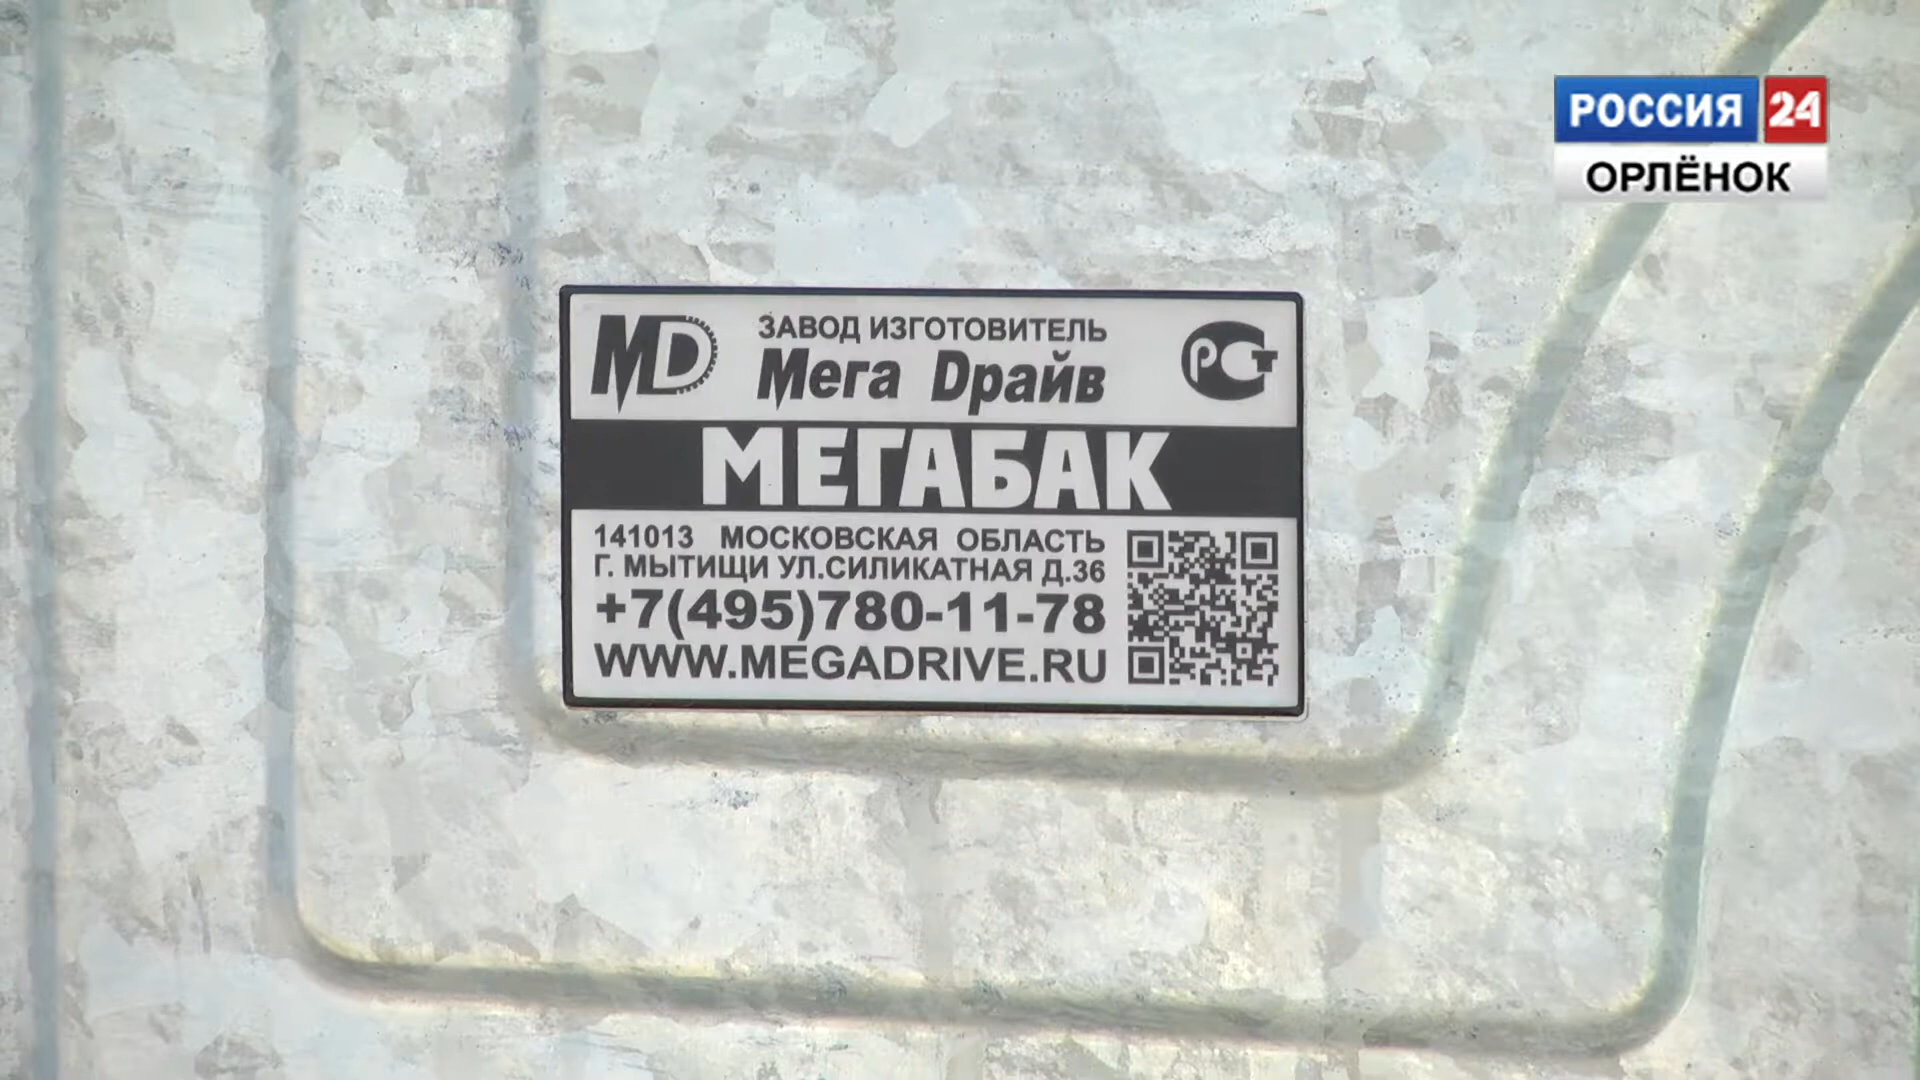 РОССИЯ 24
ОРЛЁНОК
MD
ЗАВОД ИЗГОТОВИТЕЛЬ
Мега Dрайв
РСТ
МЕГАБАК
141013 МОСКОВСКАЯ ОБЛАСТЬ
Г. МЫТИЩИ УЛ.СИЛИКАТНАЯ Д.36
+7(495)780-11-78
WWW.MEGADRIVE.RU